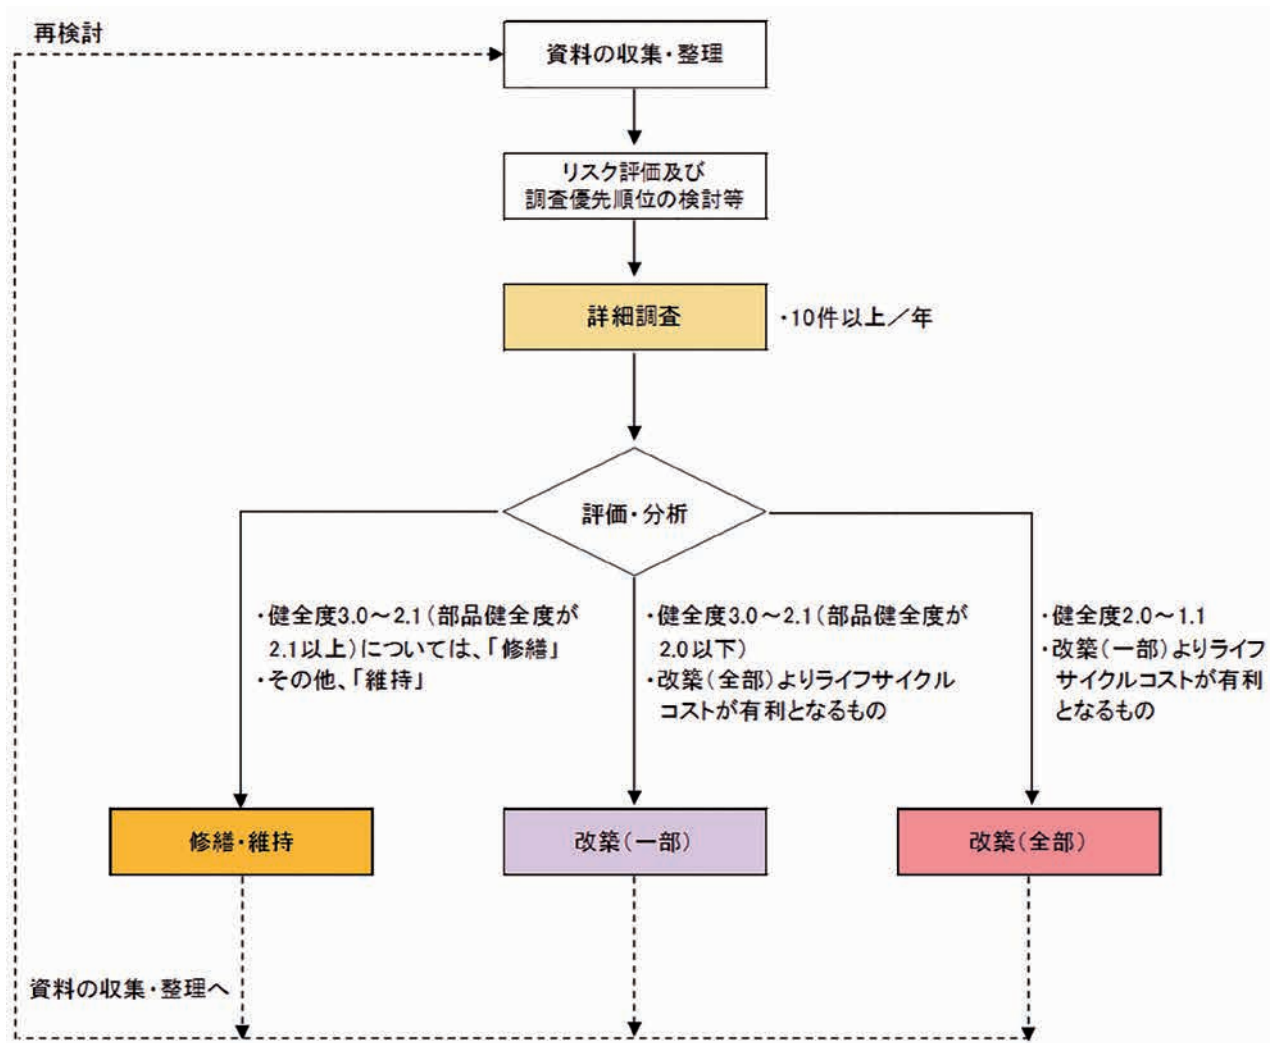 再検討
資料の収集・整理
リスク評価及び
調査優先順位の検討等
詳細調査
・10件以上／年
評価・分析
・健全度3.0～2.1（部品健全度が
2.1以上）については、「修繕」
・その他、「維持」
・健全度3.0～2.1（部品健全度が
2.0以下）
・改築（全部）よりライフサイクル
コストが有利となるもの
・健全度2.0～1.1
・改築（一部）よりライフ
サイクルコストが有利
となるもの
修繕・維持
改築（一部）
改築（全部）
資料の収集・整理へ